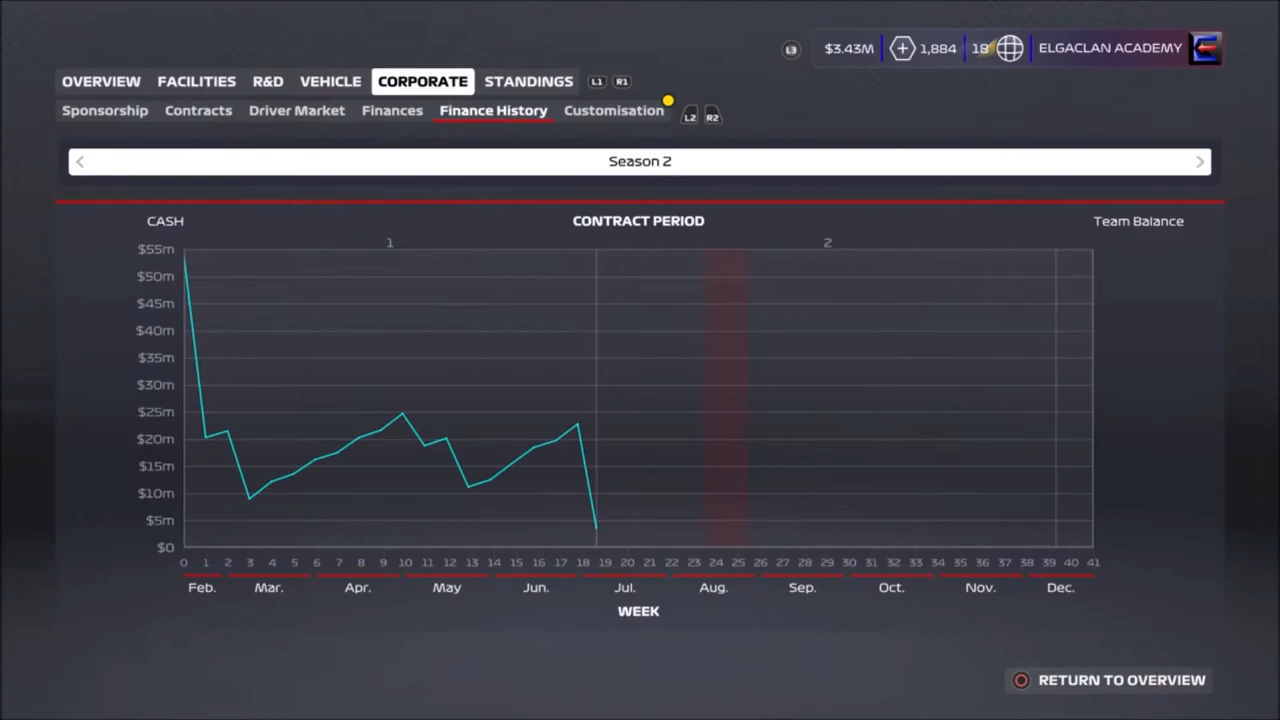 L3 $3.43M 1,884 18 ELGACLAN ACADEMY
OVERVIEW FACILITIES R&D VEHICLE CORPORATE STANDINGS L1 R1
Sponsorship Contracts Driver Market Finances Finance History Customisation L2 R2
Season 2
CASH CONTRACT PERIOD Team Balance
1 2
$55m
$50m
$45m
$40m
$35m
$30m
$25m
$20m
$15m
$10m
$5m
$0
0 1 2 3 4 5 6 7 8 9 10 11 12 13 14 15 16 17 18 19 20 21 22 23 24 25 26 27 28 29 30 31 32 33 34 35 36 37 38 39 40 41
Feb. Mar. Apr. May Jun. Jul. Aug. Sep. Oct. Nov. Dec.
WEEK
RETURN TO OVERVIEW